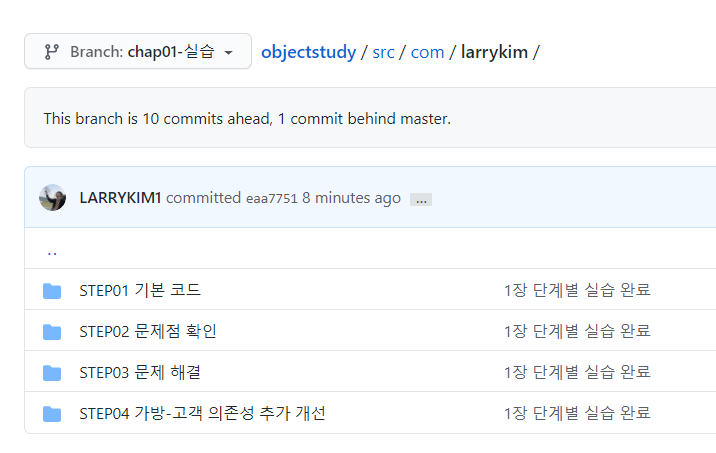 Branch: chap01-실습 objectstudy / src / com / larrykim /
This branch is 10 commits ahead, 1 commit behind master.
LARRYKIM1 committed eaa7751 8 minutes ago ...
..
STEP01 기본 코드 1장 단계별 실습 완료
STEP02 문제점 확인 1장 단계별 실습 완료
STEP03 문제 해결 1장 단계별 실습 완료
STEP04 가방-고객 의존성 추가 개선 1장 단계별 실습 완료